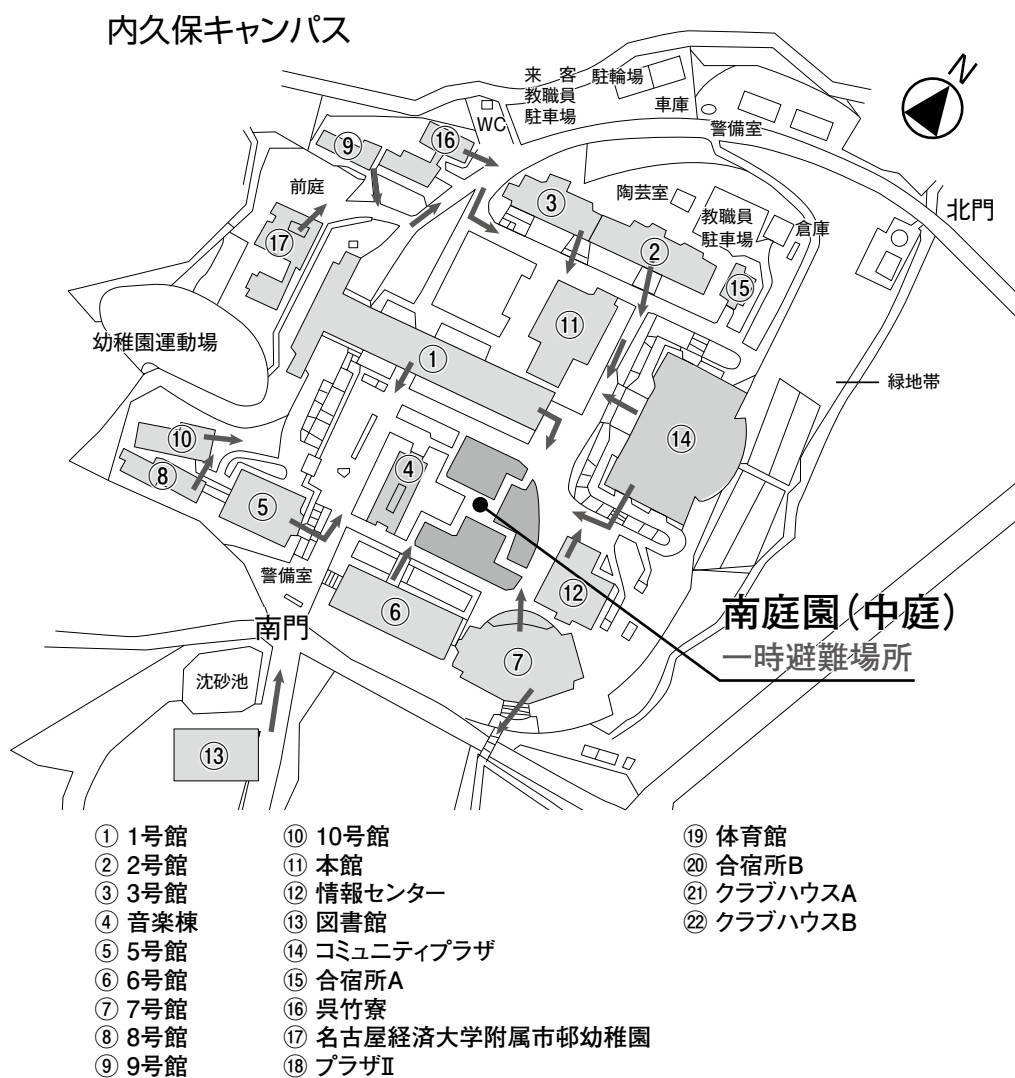 内久保キャンパス
N
来客
教職員
駐車場
駐輪場
車庫
警備室
WC
北門
⑯
⑨
前庭
⑰
③
陶芸室
教職員
駐車場
倉庫
②
⑮
⑪
幼稚園運動場
①
緑地帯
⑩
⑧
④
⑭
⑤
警備室
⑥
⑫
南庭園(中庭)
一時避難場所
南門
⑦
沈砂池
⑬
① 1号館
② 2号館
③ 3号館
④ 音楽棟
⑤ 5号館
⑥ 6号館
⑦ 7号館
⑧ 8号館
⑨ 9号館
⑩ 10号館
⑪ 本館
⑫ 情報センター
⑬ 図書館
⑭ コミュニティプラザ
⑮ 合宿所A
⑯ 呉竹寮
⑰ 名古屋経済大学附属市邨幼稚園
⑱ プラザⅡ
⑲ 体育館
⑳ 合宿所B
㉑ クラブハウスA
㉒ クラブハウスB